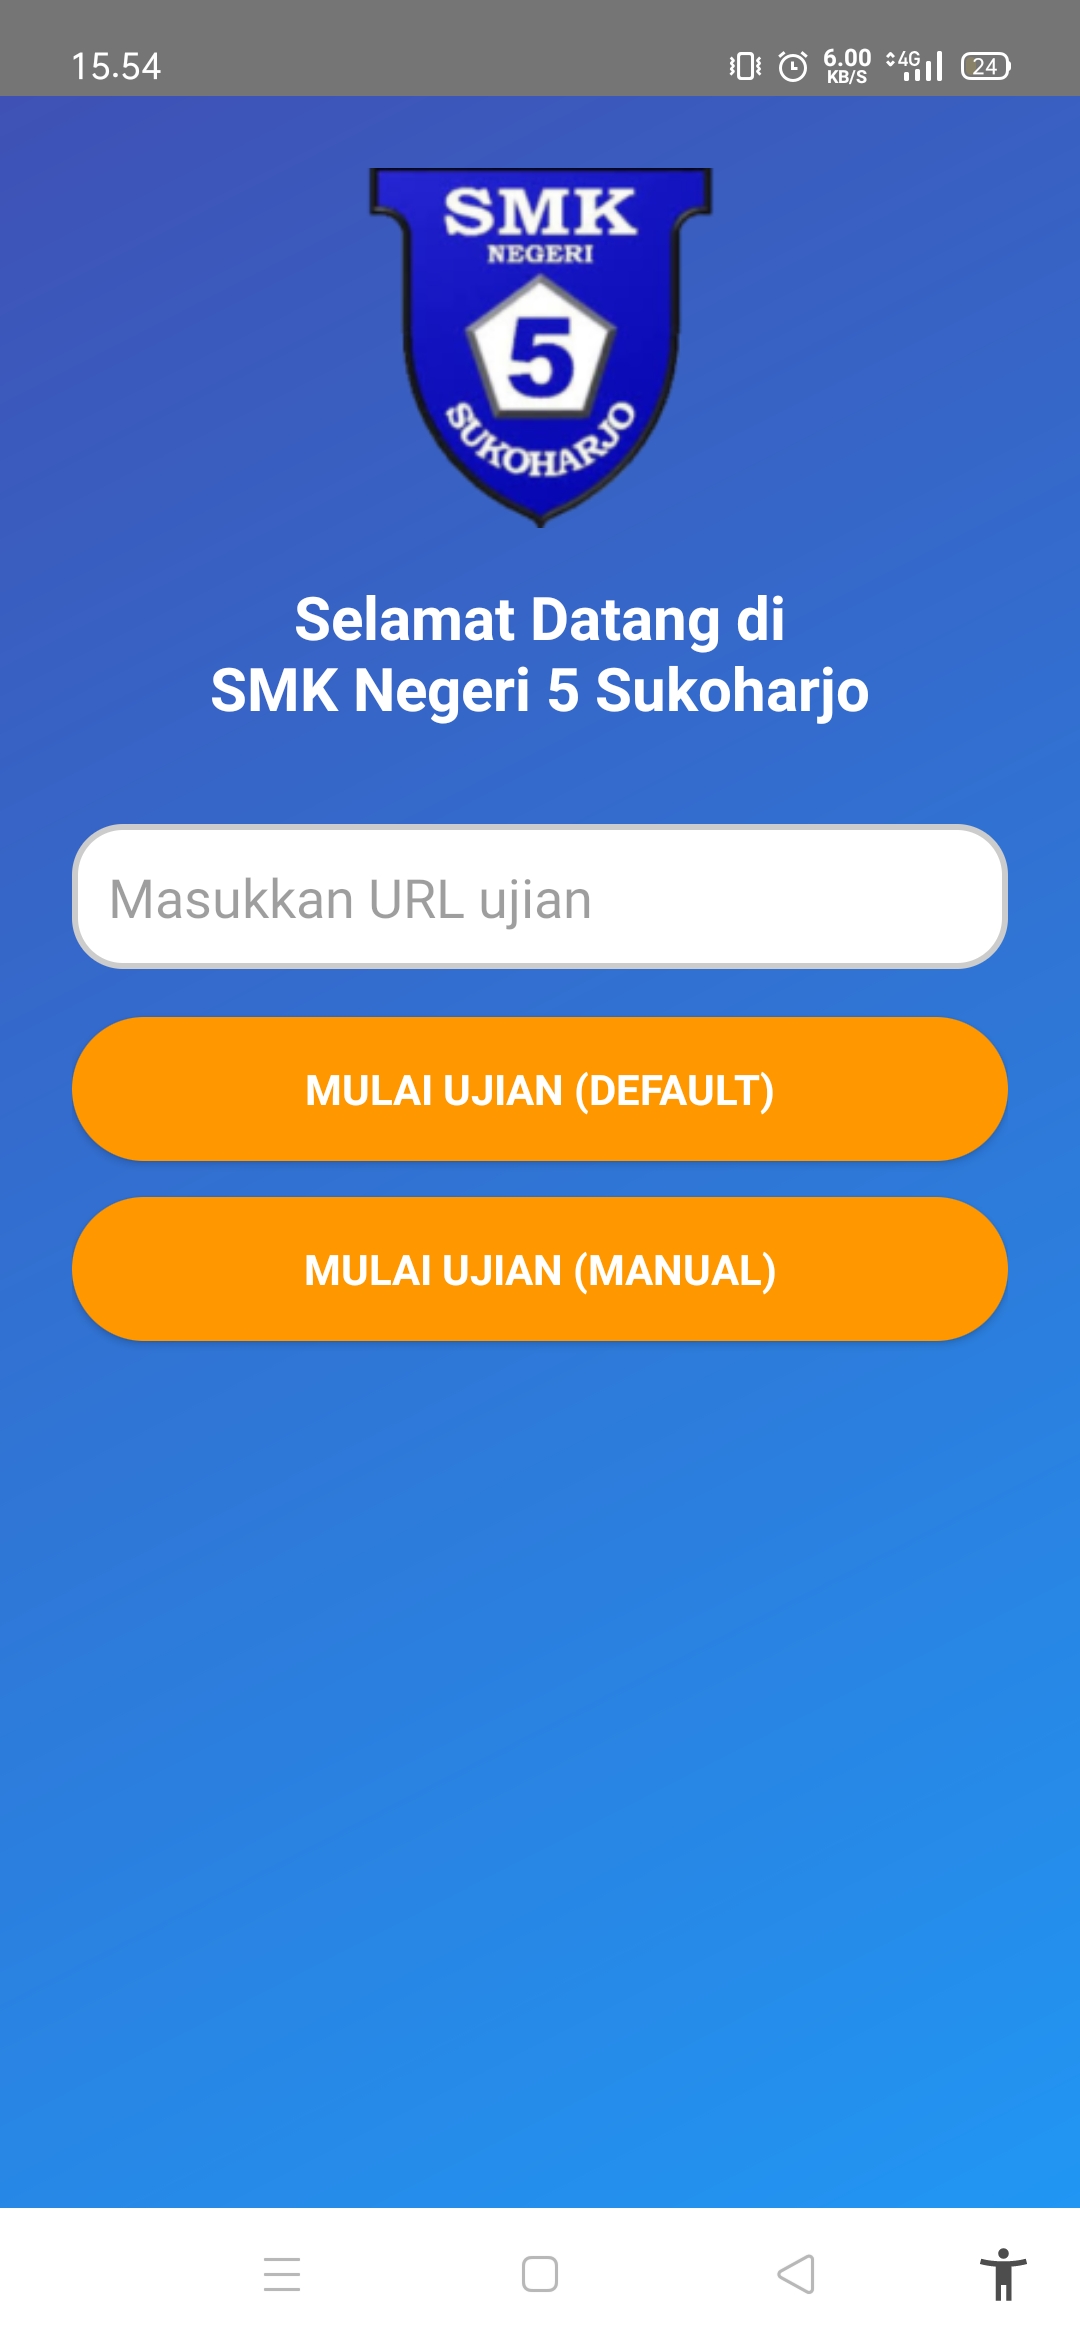 15.54
6.00
KB/S
4G
24
SMK
NEGERI
5
SUKOHARJO
Selamat Datang di
SMK Negeri 5 Sukoharjo
Masukkan URL ujian
MULAI UJIAN (DEFAULT)
MULAI UJIAN (MANUAL)